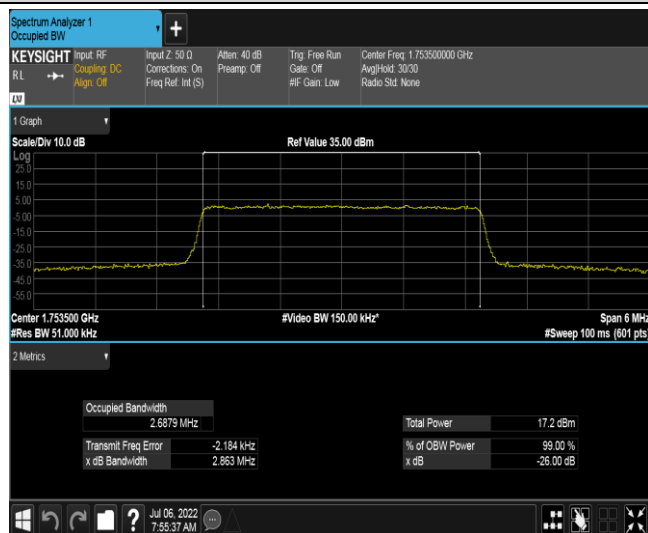 Spectrum Analyzer 1
Occupied BW
+
KEYSIGHT
RL
LXI
Input: RF
Coupling: DC
Align: Off
Input Z: 50 Ω
Corrections: On
Freq Ref: Int (S)
Atten: 40 dB
Preamp: Off
Trig: Free Run
Gate: Off
#IF Gain: Low
Center Freq: 1.753500000 GHz
Avg|Hold: 30/30
Radio Std: None
1 Graph
Scale/Div 10.0 dB
Ref Value 35.00 dBm
Log
25.0
15.0
5.00
-5.00
-15.0
-25.0
-35.0
-45.0
-55.0
Center 1.753500 GHz
#Video BW 150.00 kHz*
Span 6 MHz
#Res BW 51.000 kHz
#Sweep 100 ms (601 pts)
2 Metrics
Occupied Bandwidth
2.6879 MHz
Total Power 17.2 dBm
Transmit Freq Error -2.184 kHz
% of OBW Power 99.00 %
x dB Bandwidth 2.863 MHz
x dB -26.00 dB
?
Jul 06, 2022
7:55:37 AM